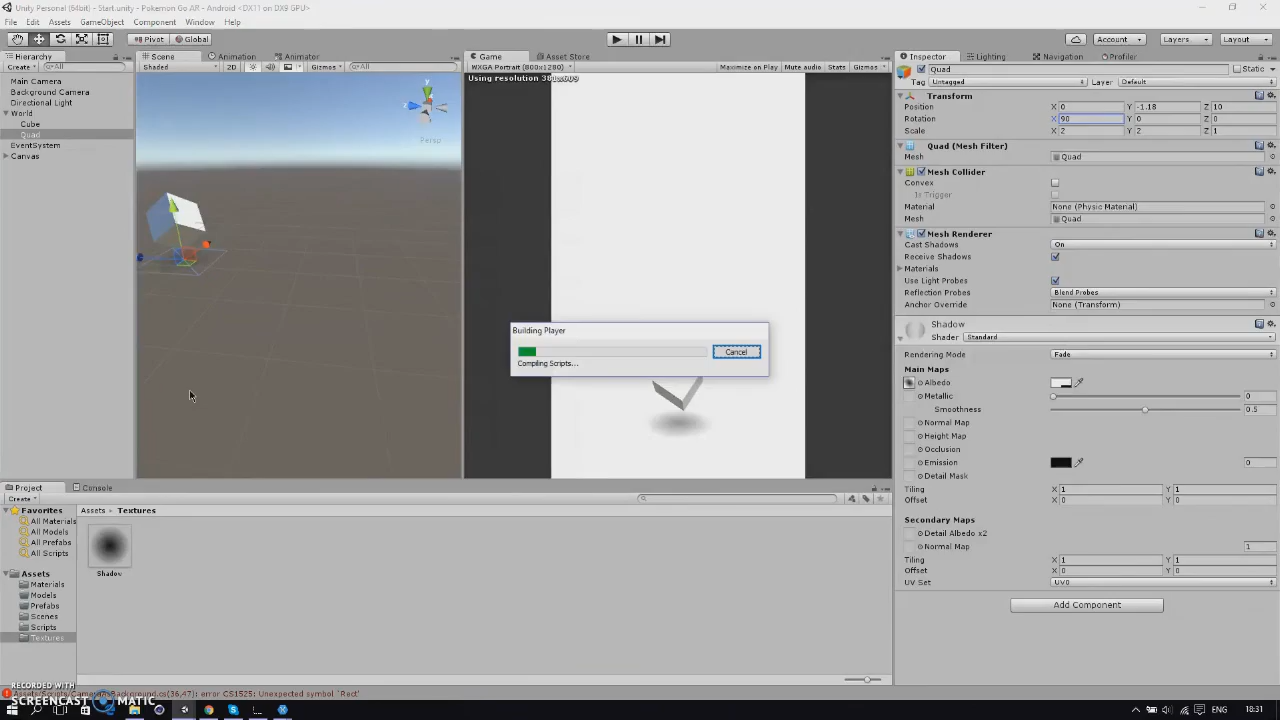 Unity Personal (64bit) - Start.unity - Pokemon Go AR - Android <DX11 on DX9 GPU>
File Edit Assets GameObject Component Window Help
Pivot Global Account Layers Layout
Hierarchy
Create All
Main Camera
Background Camera
Directional Light
World
Cube
Quad
EventSystem
Canvas
Scene Animation Animator
Shaded 2D Gizmos All
y
z
Persp
Game Asset Store
WXGA Portrait (800x1280) Maximize on Play Mute audio Stats Gizmos
Using resolution
Building Player
Compiling Scripts...
Cancel
Inspector Lighting Navigation Profiler
Quad Static
Tag Untagged Layer Default
Transform
Position X 0 Y -1.18 Z 10
Rotation X 90 Y 0 Z 0
Scale X 2 Y 2 Z 1
Quad (Mesh Filter)
Mesh Quad
Mesh Collider
Convex
Is Trigger
Material None (Physic Material)
Mesh Quad
Mesh Renderer
Cast Shadows On
Receive Shadows
Materials
Use Light Probes
Reflection Probes Blend Probes
Anchor Override None (Transform)
Shadow
Shader Standard
Rendering Mode Fade
Main Maps
Albedo
Metallic 0
Smoothness 0.5
Normal Map
Height Map
Occlusion
Emission 0
Detail Mask
Tiling X 1 Y 1
Offset X 0 Y 0
Secondary Maps
Detail Albedo x2
Normal Map 1
Tiling X 1 Y 1
Offset X 0 Y 0
UV Set UV0
Add Component
Project Console
Create
Favorites
All Materials
All Models
All Prefabs
All Scripts
Assets
Materials
Models
Prefabs
Scenes
Scripts
Textures
Assets Textures
Shadow
error CS1525: Unexpected symbol `Rect'
SCREENCAST MATIC
ENG 18:31